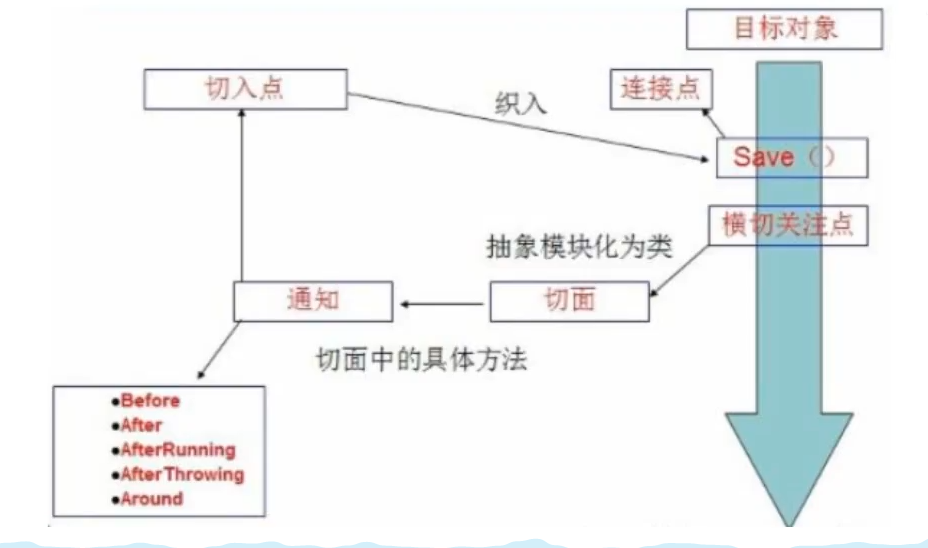 目标对象
切入点
连接点
织入
Save（）
横切关注点
抽象模块化为类
通知
切面
切面中的具体方法
●Before
●After
●AfterRunning
●AfterThrowing
●Around